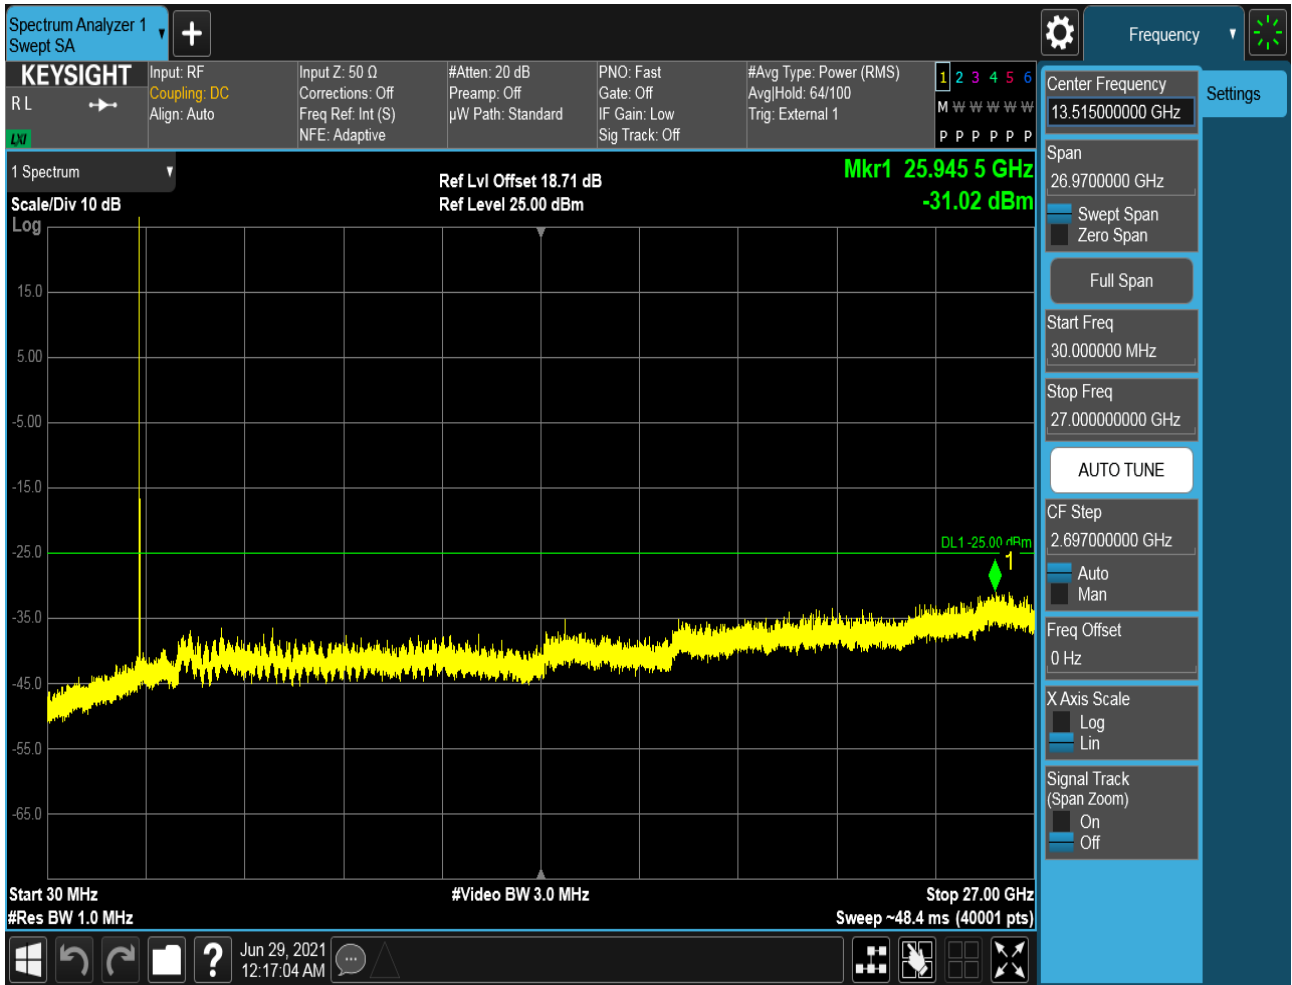 Spectrum Analyzer 1
Swept SA
Frequency
KEYSIGHT
R L
LXI
Input: RF
Coupling: DC
Align: Auto
Input Z: 50 Ω
Corrections: Off
Freq Ref: Int (S)
NFE: Adaptive
#Atten: 20 dB
Preamp: Off
µW Path: Standard
PNO: Fast
Gate: Off
IF Gain: Low
Sig Track: Off
#Avg Type: Power (RMS)
Avg|Hold: 64/100
Trig: External 1
1 2 3 4 5 6
M W W W W W
P P P P P P
1 Spectrum
Scale/Div 10 dB
Log
Ref Lvl Offset 18.71 dB
Ref Level 25.00 dBm
Mkr1 25.945 5 GHz
-31.02 dBm
15.0
5.00
-5.00
-15.0
-25.0
-35.0
-45.0
-55.0
-65.0
DL1 -25.00 dBm
1
Start 30 MHz
#Res BW 1.0 MHz
#Video BW 3.0 MHz
Stop 27.00 GHz
Sweep ~48.4 ms (40001 pts)
Center Frequency
13.515000000 GHz
Settings
Span
26.9700000 GHz
Swept Span
Zero Span
Full Span
Start Freq
30.000000 MHz
Stop Freq
27.000000000 GHz
AUTO TUNE
CF Step
2.697000000 GHz
Auto
Man
Freq Offset
0 Hz
X Axis Scale
Log
Lin
Signal Track
(Span Zoom)
On
Off
?
Jun 29, 2021
12:17:04 AM